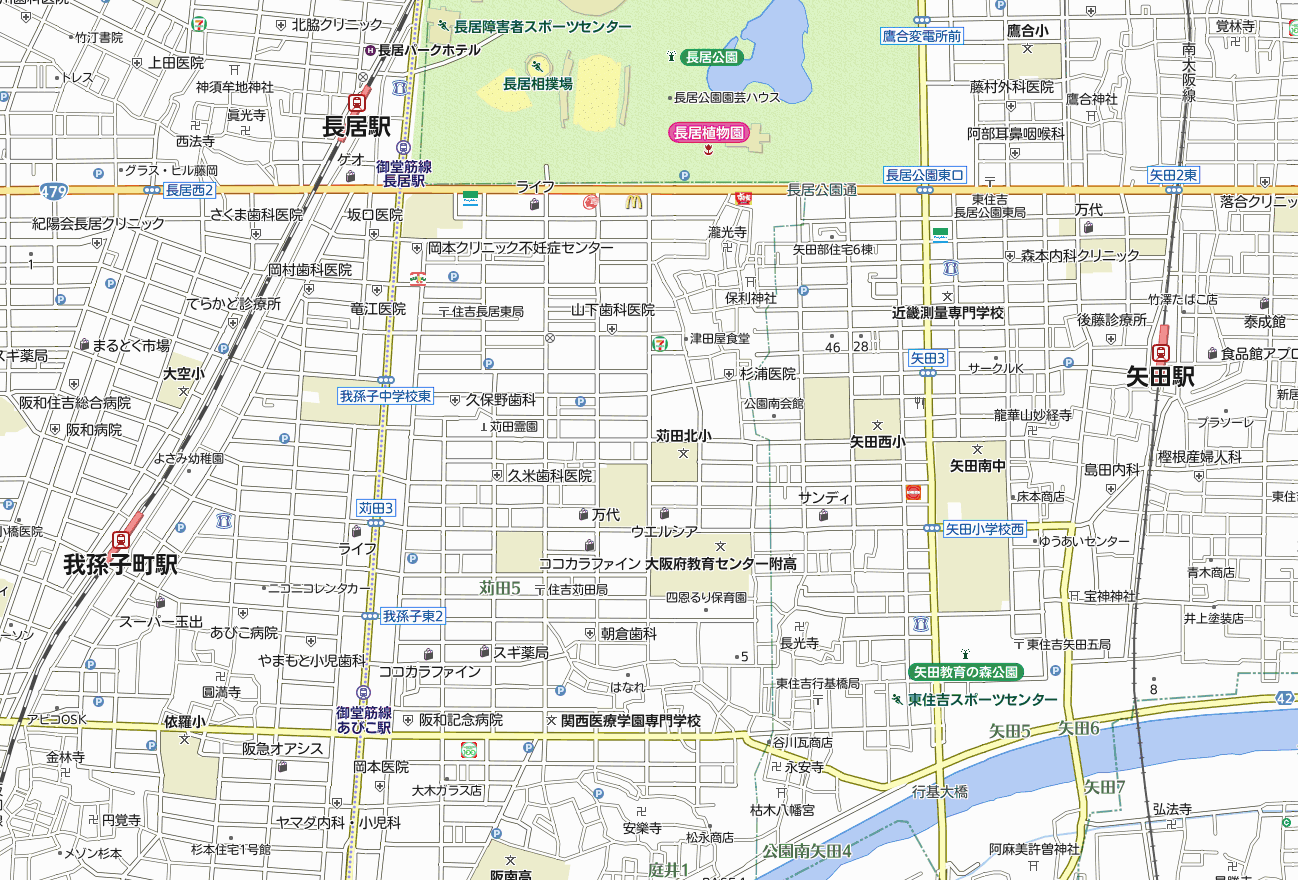 北脇クリニック
長居障害者スポーツセンター
鷹合変電所前
鷹合小
覚林寺
竹汀書院
長居パークホテル
上田医院
長居公園
南大阪線
トレス
神須牟地神社
長居相撲場
藤村外科医院
長居公園園芸ハウス
鷹合神社
眞光寺
長居駅
西法寺
長居植物園
阿部耳鼻咽喉科
ゲオ
御堂筋線
長居駅
グラス・ヒル藤岡
長居公園東口
矢田2東
479
長居西2
ライフ
長居公園通
東住吉
長居公園東局
万代
落合クリニッ
紀陽会長居クリニック
さくま歯科医院
坂口医院
瀧光寺
岡本クリニック不妊症センター
矢田部住宅6棟
森本内科クリニック
1
岡村歯科医院
てらかど診療所
竜江医院
〒住吉長居東局
山下歯科医院
保利神社
近畿測量専門学校
竹澤たばこ店
後藤診療所
泰成館
まるとく市場
スギ薬局
津田屋食堂
46
28
矢田3
食品館アプロ
大空小
サークルK
矢田駅
杉浦医院
我孫子中学校東
久保野歯科
公園南会館
阪和住吉総合病院
新居
龍華山妙経寺
プラソーレ
阪和病院
苅田霊園
苅田北小
矢田西小
よさみ幼稚園
矢田南中
島田内科
樫根産婦人科
久米歯科医院
サンディ
床本商店
東住
苅田3
万代
小橋医院
ウエルシア
矢田小学校西
ゆうあいセンター
ライフ
我孫子町駅
ココカラファイン
大阪府教育センター附高
青木商店
ニコニコレンタカー
苅田5
〒住吉苅田局
四恩るり保育園
宝神神社
スーパー玉出
我孫子東2
井上塗装店
あびこ病院
朝倉歯科
長光寺
〒東住吉矢田五局
やまもと小児歯科
スギ薬局
5
ココカラファイン
矢田教育の森公園
圓満寺
はなれ
東住吉行基橋局
8
東住吉スポーツセンター
42
アピコOSK
依羅小
御堂筋線
あびこ駅
阪和記念病院
関西医療学園専門学校
矢田5
矢田6
金林寺
阪急オアシス
谷川瓦商店
岡本医院
永安寺
大木ガラス店
行基大橋
矢田7
枯木八幡宮
弘法寺
円覚寺
ヤマダ内科・小児科
安樂寺
松永商店
メゾン杉本
杉本住宅1号館
公園南矢田4
阿麻美許曽神社
庭井1
阪南高